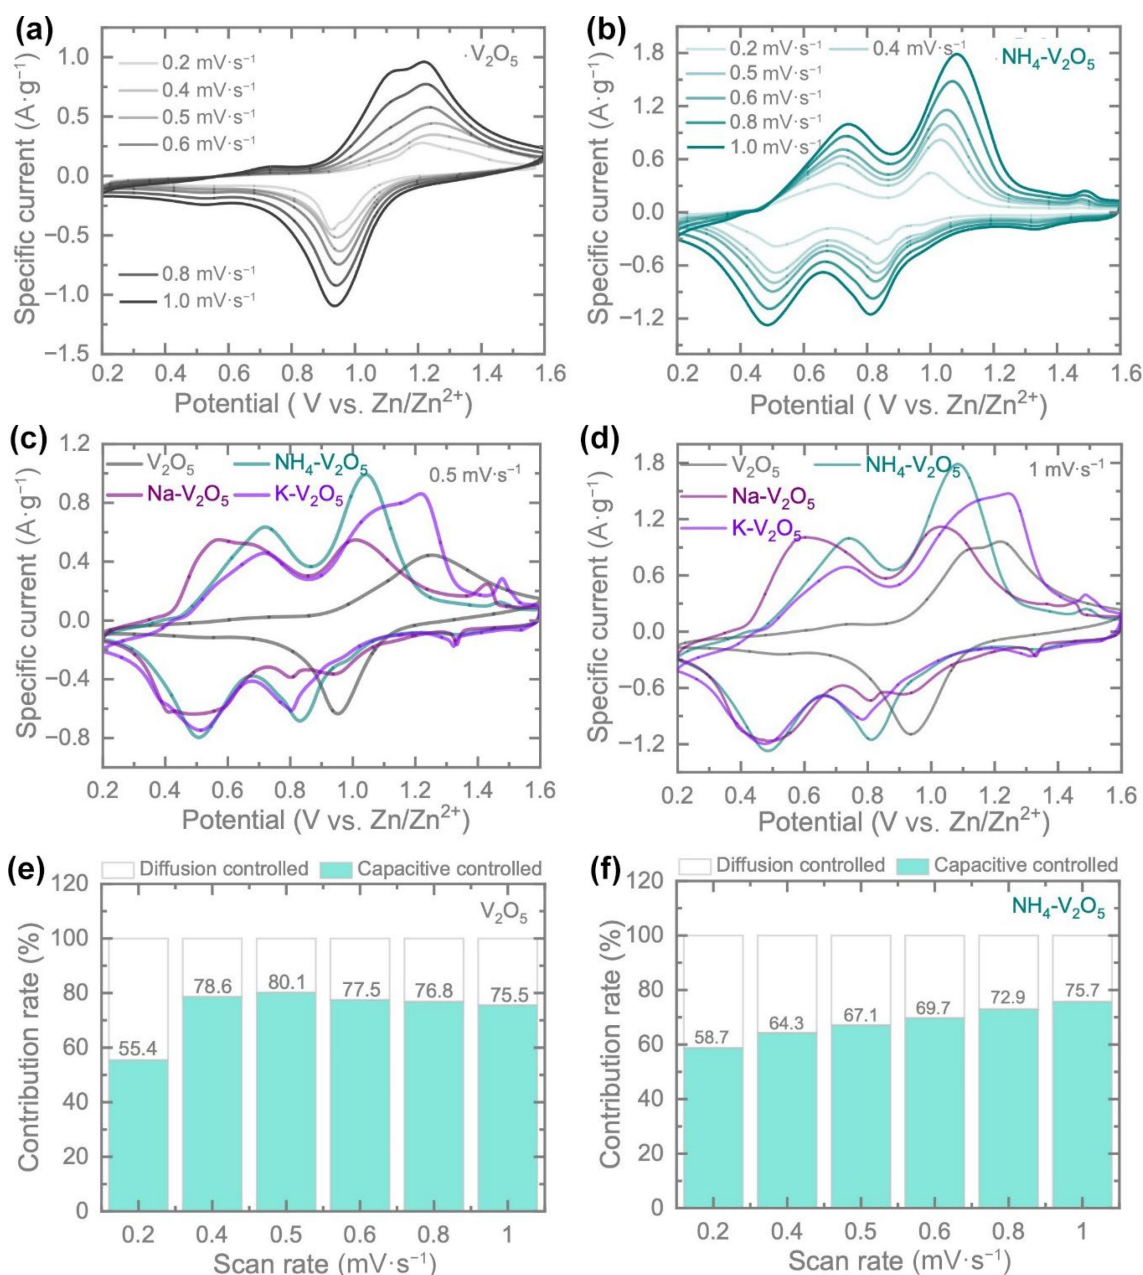 (a)
V₂O₅
0.2 mV·s⁻¹
0.4 mV·s⁻¹
0.5 mV·s⁻¹
0.6 mV·s⁻¹
0.8 mV·s⁻¹
1.0 mV·s⁻¹
Specific current (A·g⁻¹)
1.0
0.5
0.0
−0.5
−1.0
−1.5
0.2 0.4 0.6 0.8 1.0 1.2 1.4 1.6
Potential ( V vs. Zn/Zn²⁺)
(b)
0.2 mV·s⁻¹ 0.4 mV·s⁻¹
NH₄-V₂O₅
0.5 mV·s⁻¹
0.6 mV·s⁻¹
0.8 mV·s⁻¹
1.0 mV·s⁻¹
Specific current (A·g⁻¹)
1.8
1.2
0.6
0.0
−0.6
−1.2
0.2 0.4 0.6 0.8 1.0 1.2 1.4 1.6
Potential ( V vs. Zn/Zn²⁺)
(c)
V₂O₅ NH₄-V₂O₅
Na-V₂O₅ K-V₂O₅
0.5 mV·s⁻¹
Specific current (A·g⁻¹)
1.2
0.8
0.4
0.0
−0.4
−0.8
0.2 0.4 0.6 0.8 1.0 1.2 1.4 1.6
Potential (V vs. Zn/Zn²⁺)
(d)
V₂O₅ NH₄-V₂O₅
Na-V₂O₅
K-V₂O₅
1 mV·s⁻¹
Specific current (A·g⁻¹)
1.8
1.2
0.6
0.0
−0.6
−1.2
0.2 0.4 0.6 0.8 1.0 1.2 1.4 1.6
Potential (V vs. Zn/Zn²⁺)
(e)
Diffusion controlled Capacitive controlled
V₂O₅
Contribution rate (%)
120
100
80
60
40
20
0
55.4 78.6 80.1 77.5 76.8 75.5
0.2 0.4 0.5 0.6 0.8 1
Scan rate (mV·s⁻¹)
(f)
Diffusion controlled Capacitive controlled
NH₄-V₂O₅
Contribution rate (%)
120
100
80
60
40
20
0
58.7 64.3 67.1 69.7 72.9 75.7
0.2 0.4 0.5 0.6 0.8 1
Scan rate (mV·s⁻¹)